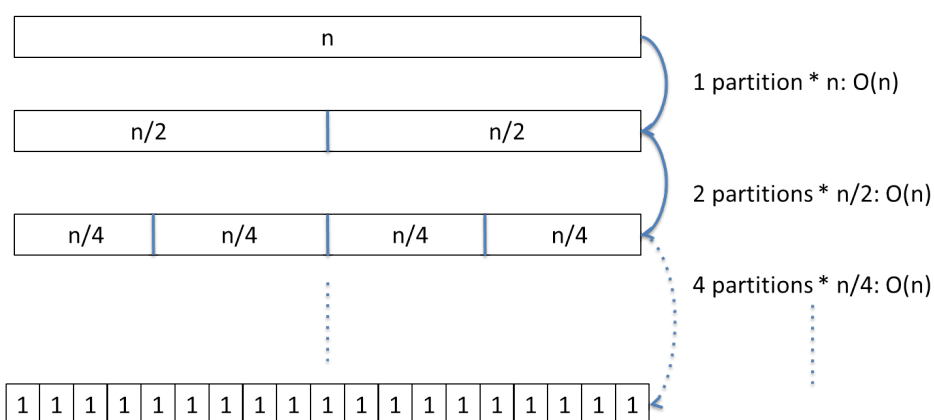 n
1 partition * n: O(n)
n/2 n/2
2 partitions * n/2: O(n)
n/4 n/4 n/4 n/4
4 partitions * n/4: O(n)
1 1 1 1 1 1 1 1 1 1 1 1 1 1 1 1 1 1 1